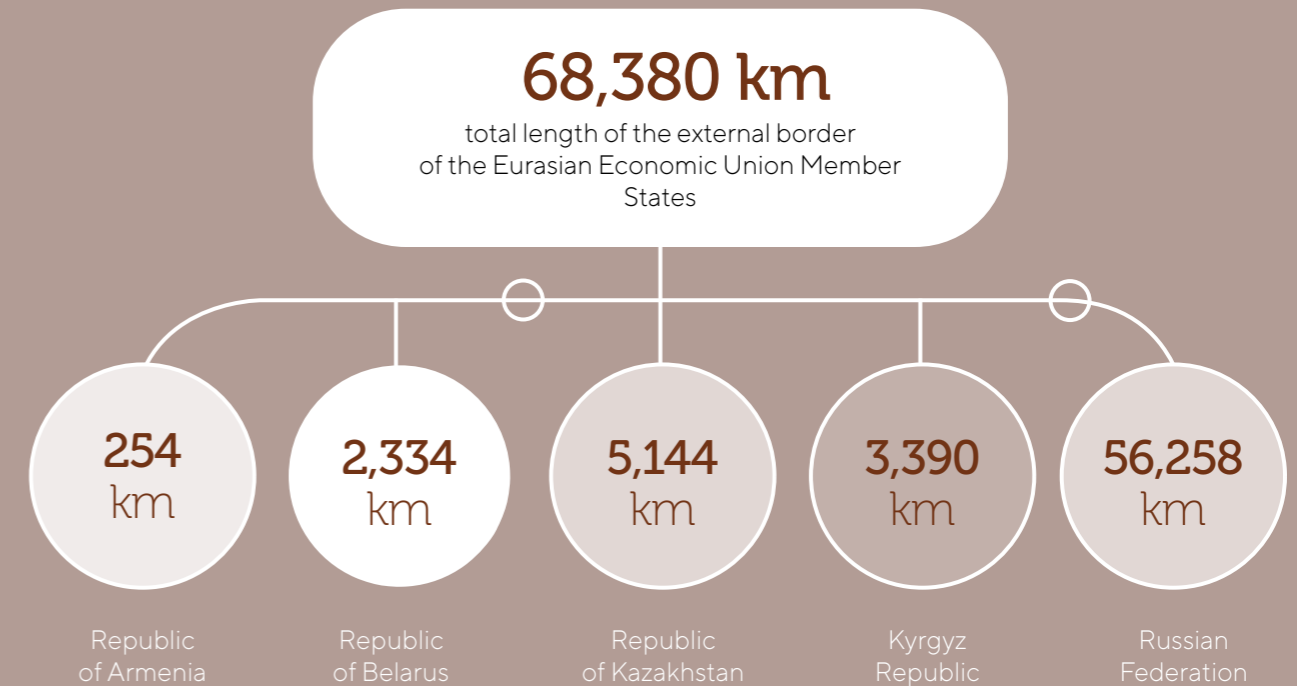 68,380 km
total length of the external border
of the Eurasian Economic Union Member
States
254
km
2,334
km
5,144
km
3,390
km
56,258
km
Republic
of Armenia
Republic
of Belarus
Republic
of Kazakhstan
Kyrgyz
Republic
Russian
Federation